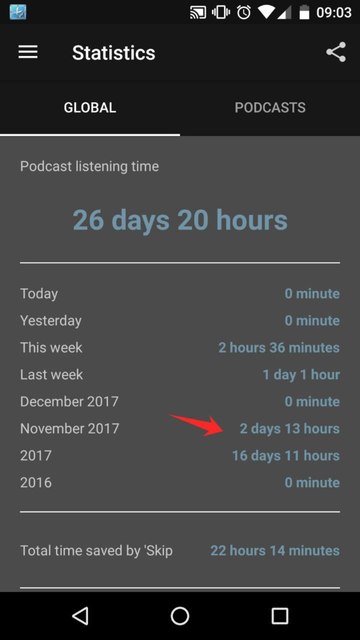 09:03
Statistics
GLOBAL PODCASTS
Podcast listening time
26 days 20 hours
Today 0 minute
Yesterday 0 minute
This week 2 hours 36 minutes
Last week 1 day 1 hour
December 2017 0 minute
November 2017 2 days 13 hours
2017 16 days 11 hours
2016 0 minute
Total time saved by 'Skip 22 hours 14 minutes